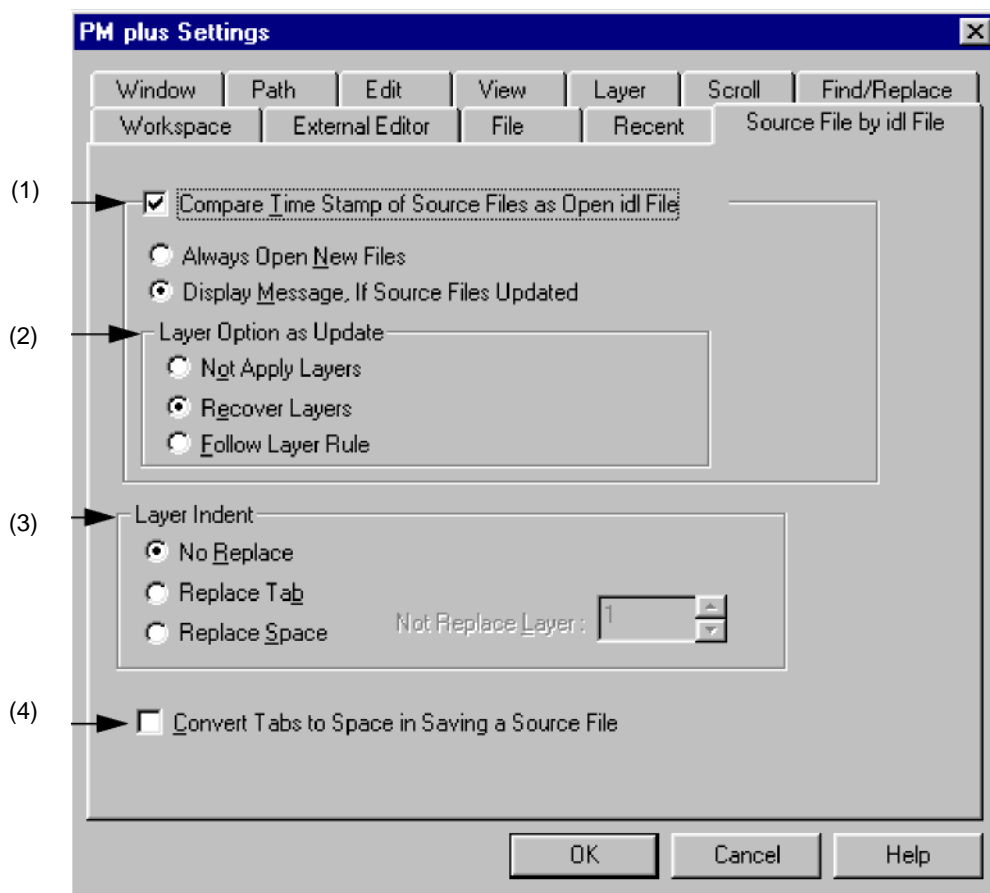 PM plus Settings
Window Path Edit View Layer Scroll Find/Replace
Workspace External Editor File Recent Source File by idl File
(1) Compare Time Stamp of Source Files as Open idl File
Always Open New Files
Display Message, If Source Files Updated
(2) Layer Option as Update
Not Apply Layers
Recover Layers
Follow Layer Rule
(3) Layer Indent
No Replace
Replace Tab
Replace Space Not Replace Layer: 1
(4) Convert Tabs to Space in Saving a Source File
OK Cancel Help